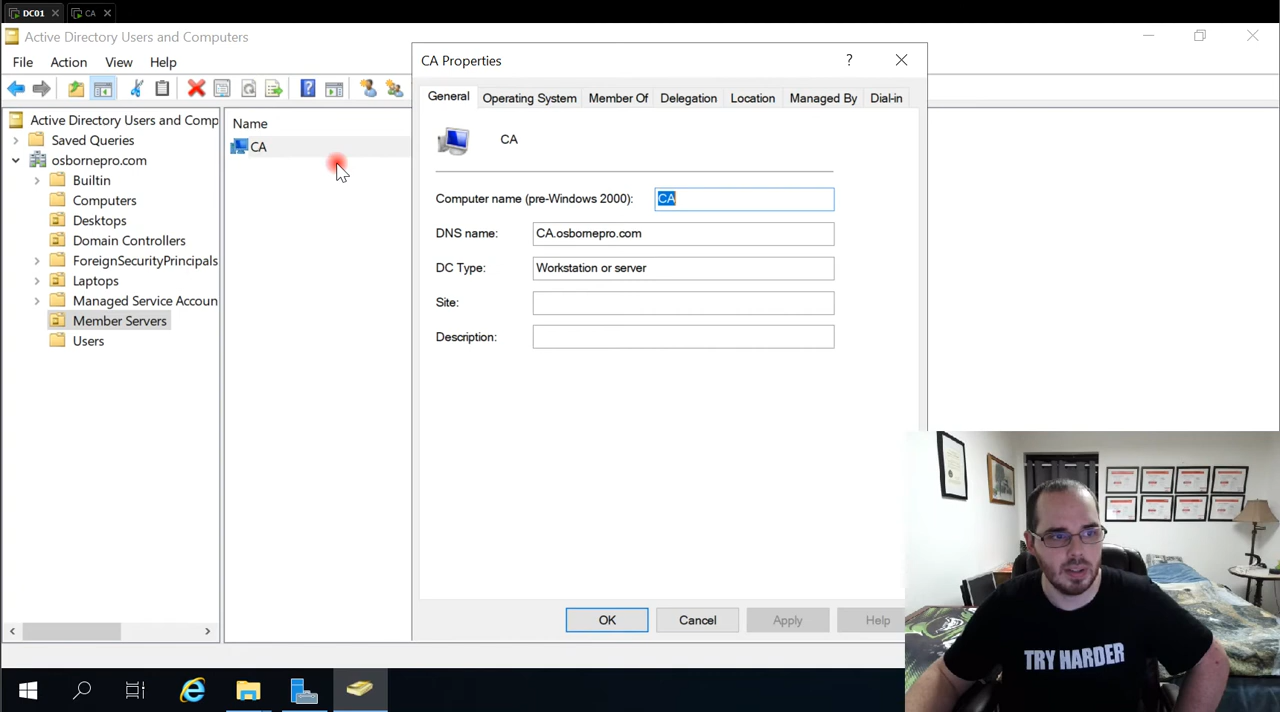 DC01
CA
Active Directory Users and Computers
File Action View Help
Active Directory Users and Comp
Saved Queries
osbornepro.com
Builtin
Computers
Desktops
Domain Controllers
ForeignSecurityPrincipals
Laptops
Managed Service Accoun
Member Servers
Users
Name
CA
CA Properties
General
Operating System
Member Of
Delegation
Location
Managed By
Dial-in
CA
Computer name (pre-Windows 2000): CA
DNS name: CA.osbornepro.com
DC Type: Workstation or server
Site:
Description:
OK
Cancel
Apply
Help
TRY HARDER